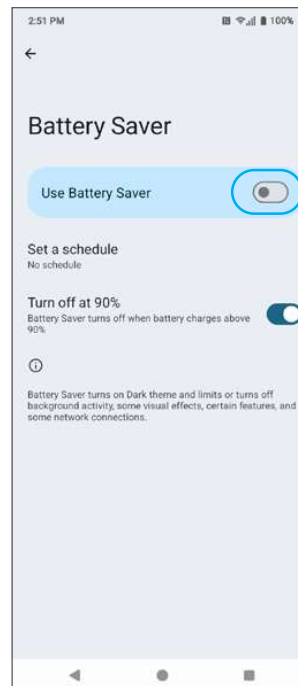 2:51 PM 100%
Battery Saver
Use Battery Saver
Set a schedule
No schedule
Turn off at 90%
Battery Saver turns off when battery charges above
90%
Battery Saver turns on Dark theme and limits or turns off
background activity, some visual effects, certain features, and
some network connections.